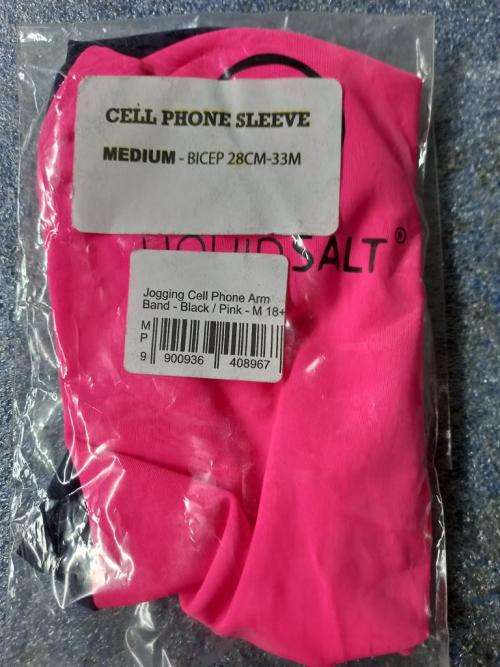 CELL PHONE SLEEVE
MEDIUM - BICEP 28CM-33M
SALT®
Jogging Cell Phone Arm
Band - Black / Pink - M 18+
M
P
9 900936 408967